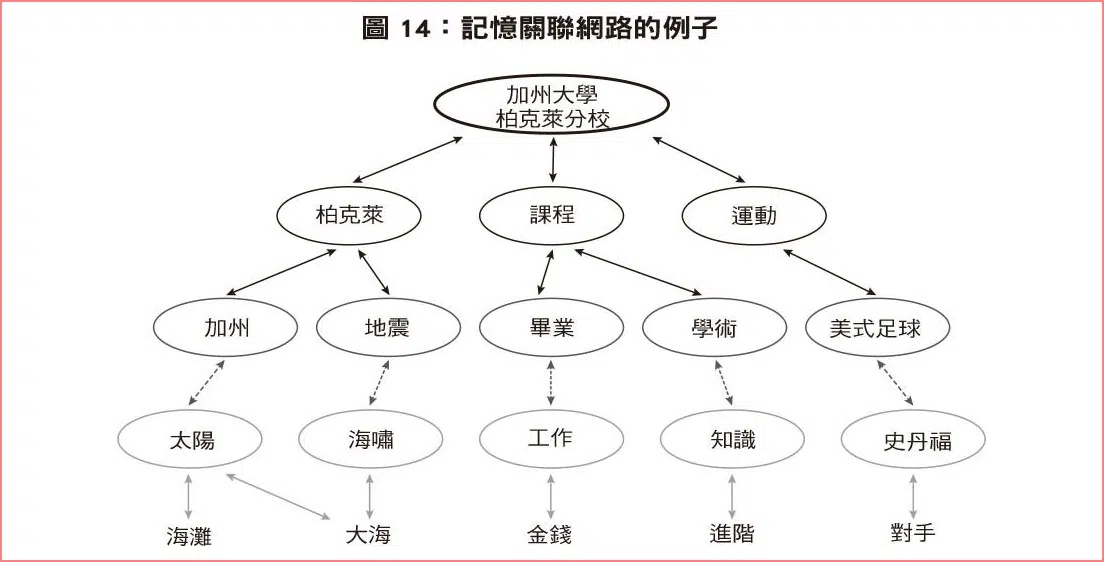 圖 14：記憶關聯網路的例子
加州大學
柏克萊分校
柏克萊
課程
運動
加州
地震
畢業
學術
美式足球
太陽
海嘯
工作
知識
史丹福
海灘
大海
金錢
進階
對手